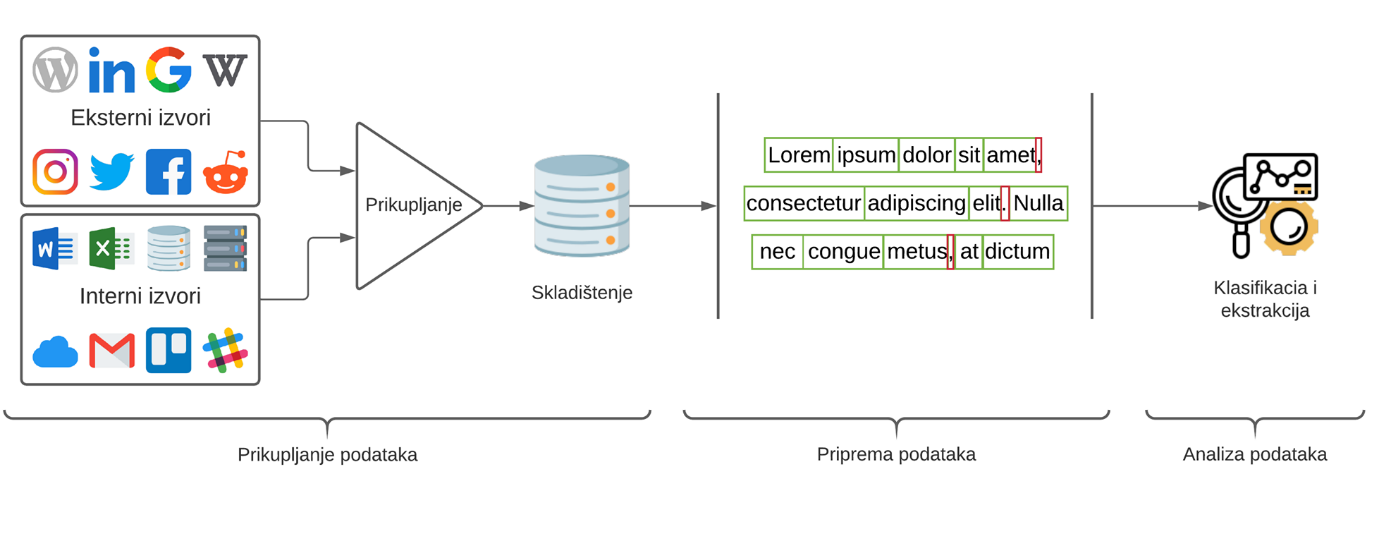 Eksterni izvori
Interni izvori
Prikupljanje
Skladištenje
Lorem ipsum dolor sit amet,
consectetur adipiscing elit. Nulla
nec congue metus, at dictum
Klasifikacia i
ekstrakcija
Prikupljanje podataka
Priprema podataka
Analiza podataka